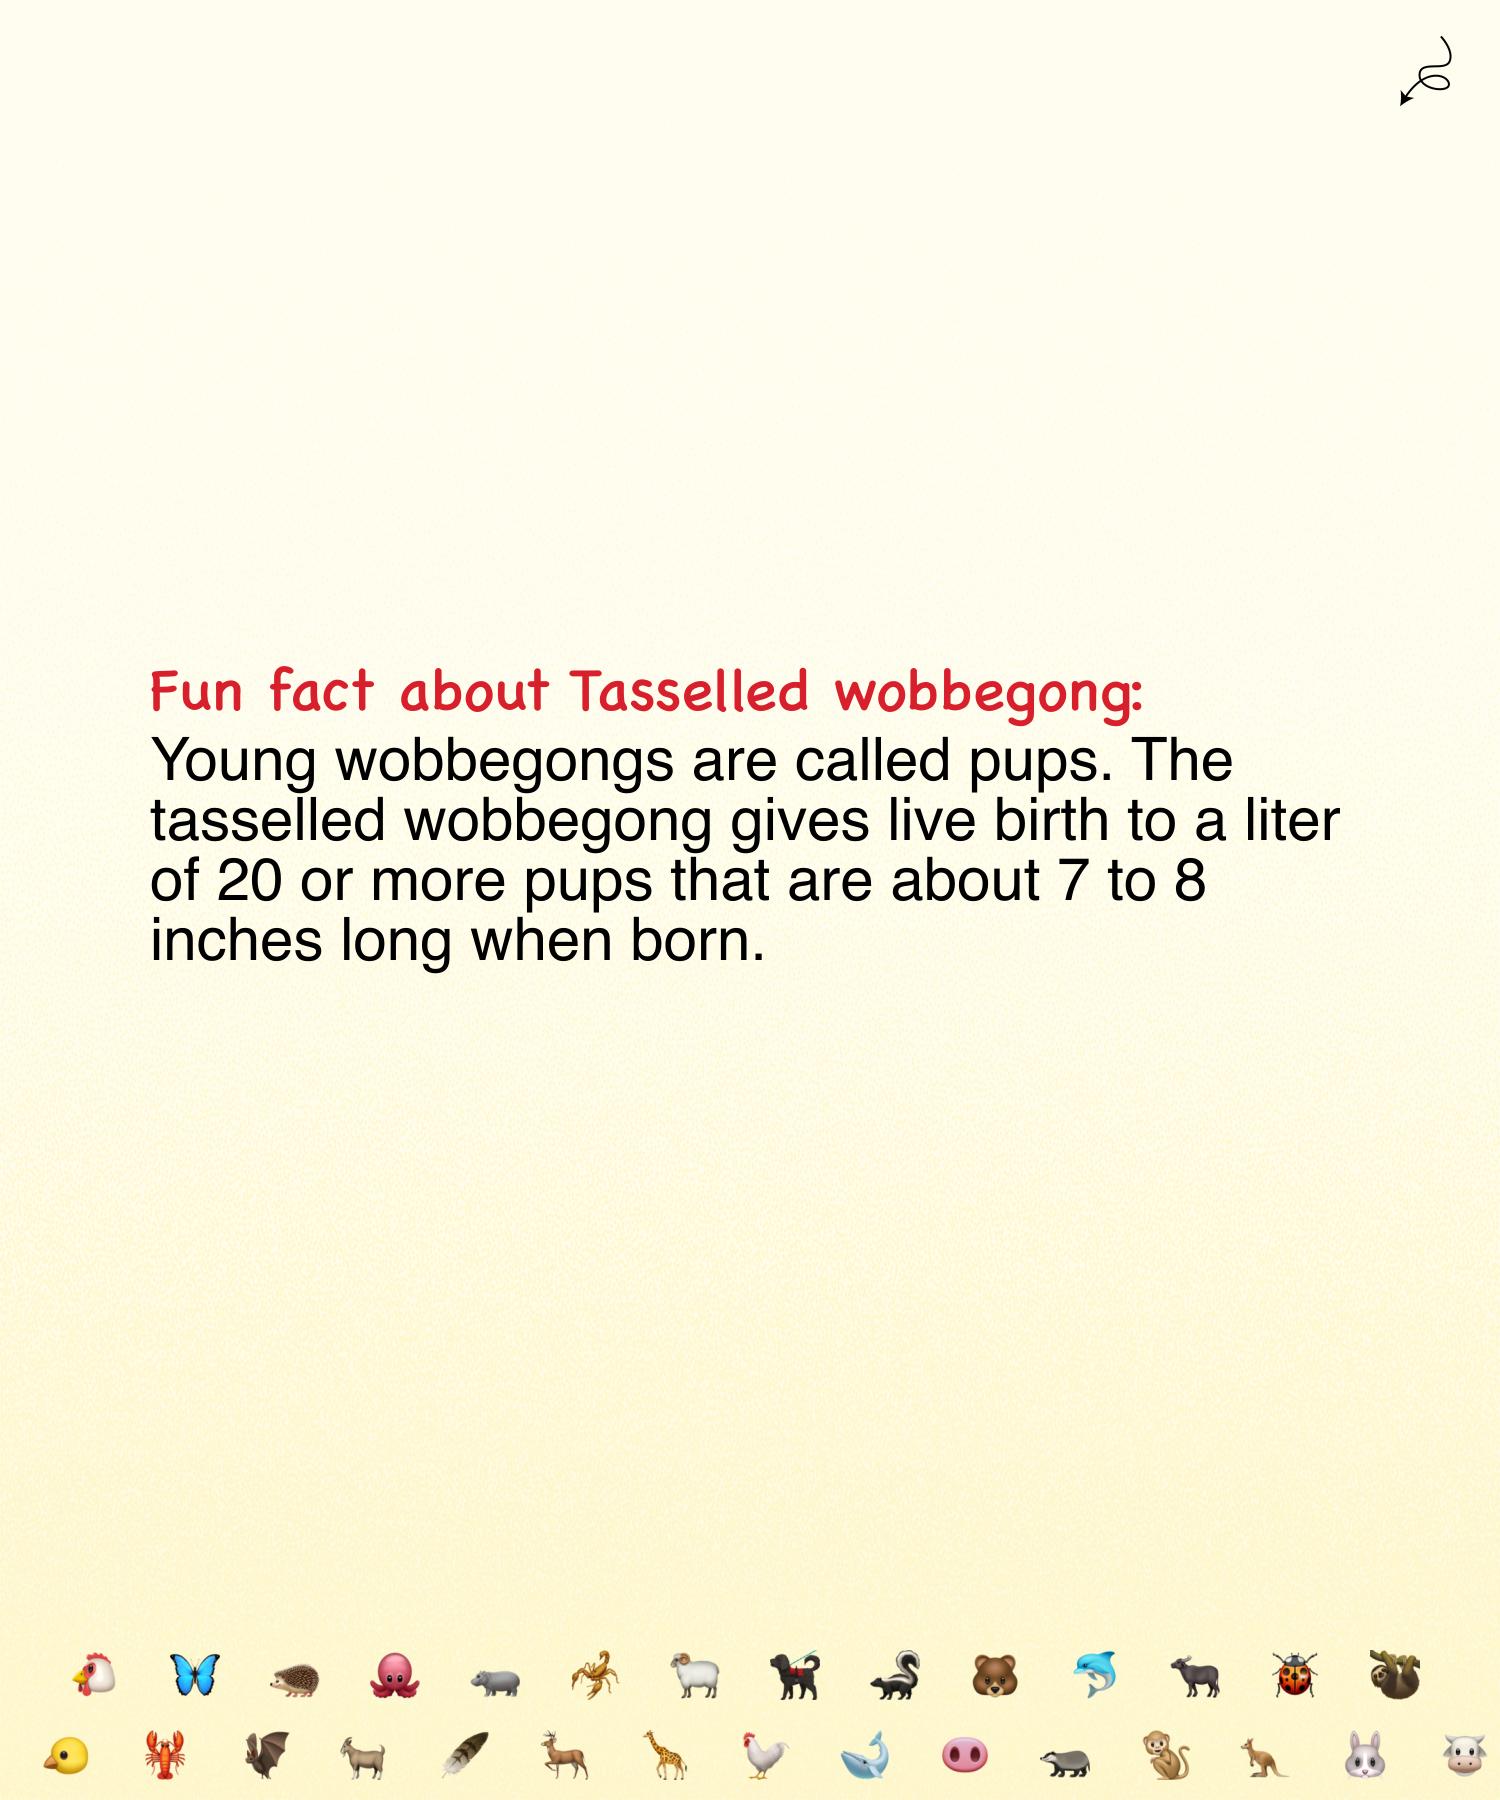 Fun fact about Tasselled wobbegong:
Young wobbegongs are called pups. The
tasselled wobbegong gives live birth to a liter
of 20 or more pups that are about 7 to 8
inches long when born.